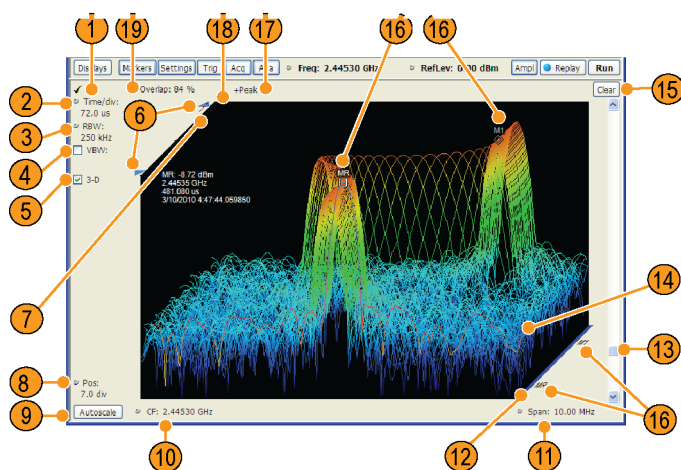 1 19 18 17 16 16
Displays Markers Settings Trig Acq Freq: 2.44530 GHz RefLev: 0.00 dBm Ampl Replay Run
Overlap: 84 % +Peak Clear
15
2 Time/div:
72.0 us
6
3 RBW:
250 kHz
4 VBW:
5 3-D
M1
MR
MR: -8.72 dBm
2.44535 GHz
481.080 us
3/10/2010 4:47:44.059850
7
14
M1
13
8 Pos:
7.0 div
MR
16
9 Autoscale CF: 2.44530 GHz Span: 10.00 MHz
10 12 11